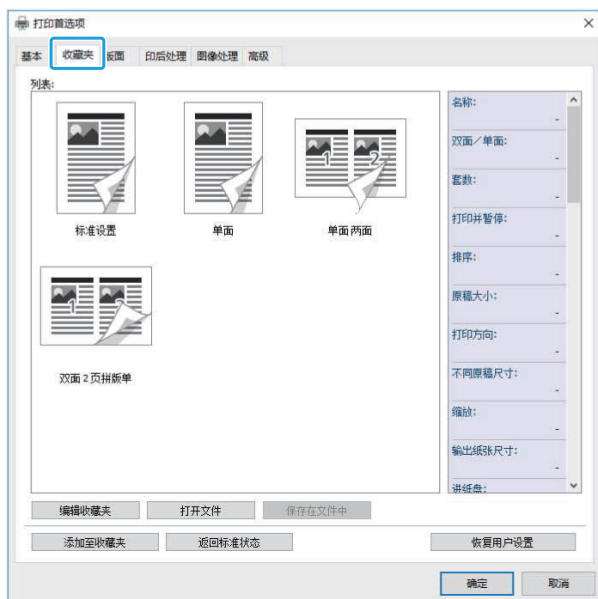 打印首选项
基本 收藏夹 版面 印后处理 图像处理 高级
列表:
标准设置 单面 单面 两面
双面 2 页拼版单
名称:
-
双面／单面:
-
套数:
-
打印并暂停:
-
排序:
-
原稿大小:
-
打印方向:
-
不同原稿尺寸:
-
缩放:
-
输出纸张尺寸:
-
进纸盘:
编辑收藏夹 打开文件 保存在文件中
添加至收藏夹 返回标准状态 恢复用户设置
确定 取消